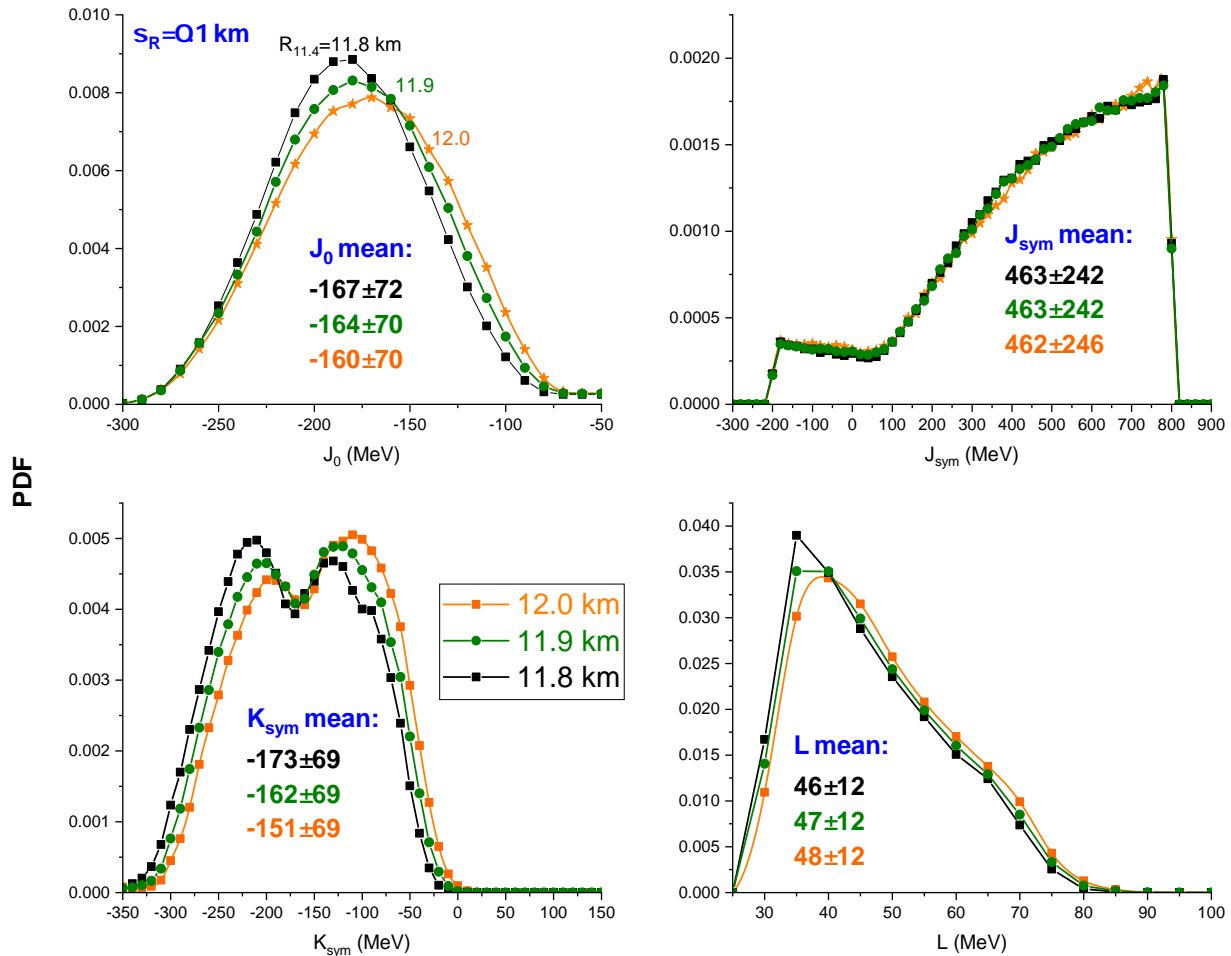 s_R=Q1 km
R_11.4=11.8 km
11.9
12.0
J_0 mean:
-167±72
-164±70
-160±70
0.010
0.008
0.006
0.004
0.002
0.000
-300 -250 -200 -150 -100 -50
J_0 (MeV)
J_sym mean:
463±242
463±242
462±246
0.0020
0.0015
0.0010
0.0005
0.0000
-300 -200 -100 0 100 200 300 400 500 600 700 800 900
J_sym (MeV)
PDF
K_sym mean:
-173±69
-162±69
-151±69
0.005
0.004
0.003
0.002
0.001
0.000
-350 -300 -250 -200 -150 -100 -50 0 50 100 150
K_sym (MeV)
12.0 km
11.9 km
11.8 km
L mean:
46±12
47±12
48±12
0.040
0.035
0.030
0.025
0.020
0.015
0.010
0.005
0.000
30 40 50 60 70 80 90 100
L (MeV)